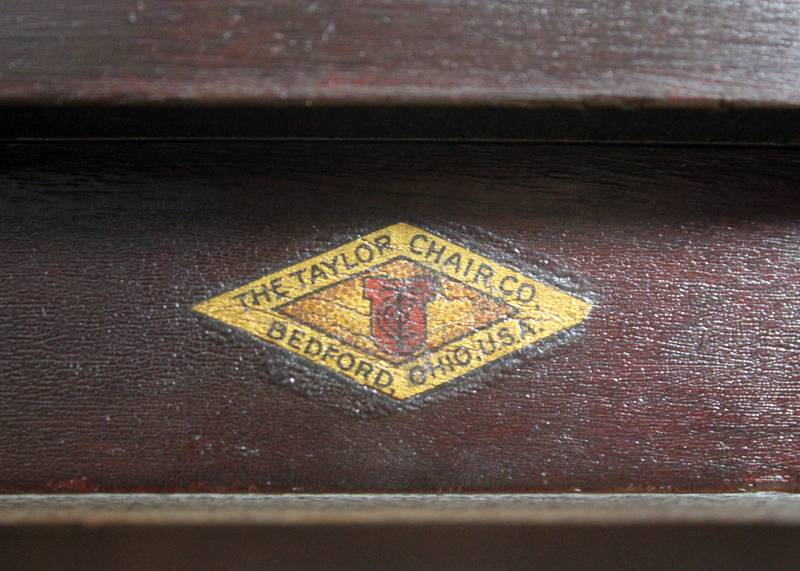 THE TAYLOR CHAIR CO.
BEDFORD, OHIO, U.S.A.